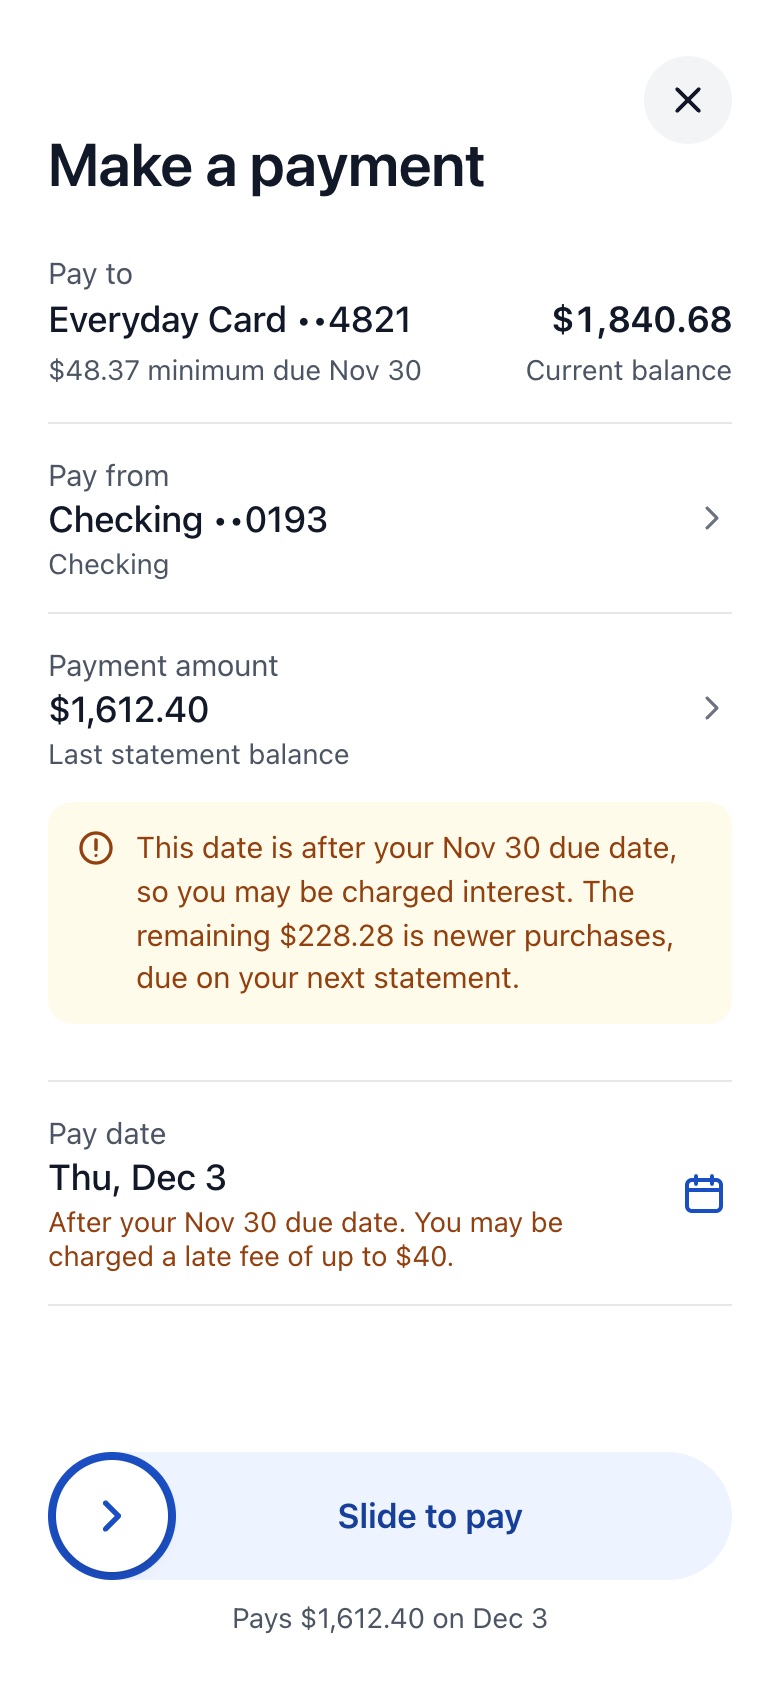 Make a payment
Pay to
Everyday Card ••4821
$1,840.68
$48.37 minimum due Nov 30
Current balance
Pay from
Checking ••0193
Checking
Payment amount
$1,612.40
Last statement balance
This date is after your Nov 30 due date,
so you may be charged interest. The
remaining $228.28 is newer purchases,
due on your next statement.
Pay date
Thu, Dec 3
After your Nov 30 due date. You may be
charged a late fee of up to $40.
Slide to pay
Pays $1,612.40 on Dec 3